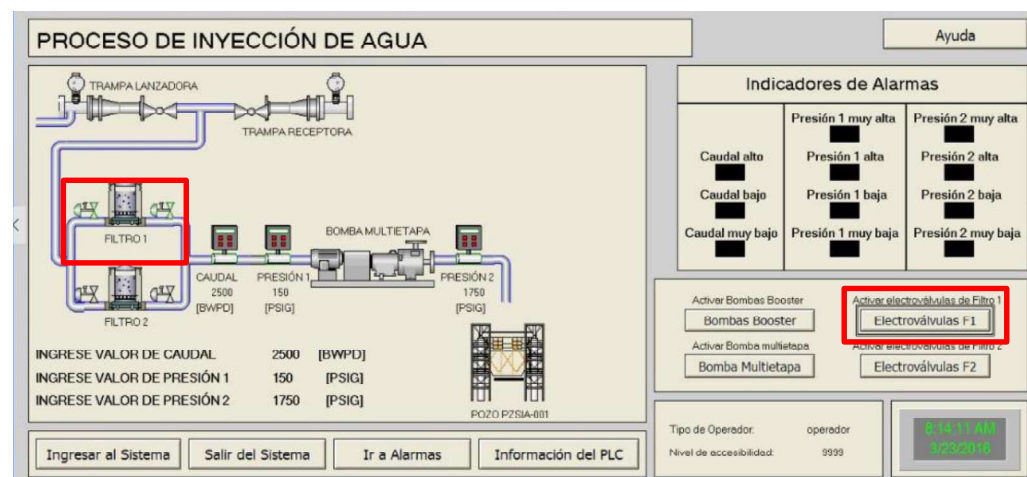 PROCESO DE INYECCIÓN DE AGUA
Ayuda
TRAMPA LANZADORA
TRAMPA RECEPTORA
FILTRO 1
BOMBA MULTIETAPA
CAUDAL
2500
[BWPD]
PRESIÓN 1
150
[PSIG]
PRESIÓN 2
1750
[PSIG]
FILTRO 2
INGRESE VALOR DE CAUDAL 2500 [BWPD]
INGRESE VALOR DE PRESIÓN 1 150 [PSIG]
INGRESE VALOR DE PRESIÓN 2 1750 [PSIG]
POZO PZSIA-001
Indicadores de Alarmas
Presión 1 muy alta Presión 2 muy alta
Caudal alto Presión 1 alta Presión 2 alta
Caudal bajo Presión 1 baja Presión 2 baja
Caudal muy bajo Presión 1 muy baja Presión 2 muy baja
Activar Bombas Booster Activar electroválvulas de Filtro 1
Bombas Booster Electroválvulas F1
Activar Bomba multietapa Activar electroválvulas de Filtro 2
Bomba Multietapa Electroválvulas F2
Ingresar al Sistema Salir del Sistema Ir a Alarmas Información del PLC
Tipo de Operador: operador
Nivel de accesibilidad: 9999
8:14:11 AM
3/23/2016